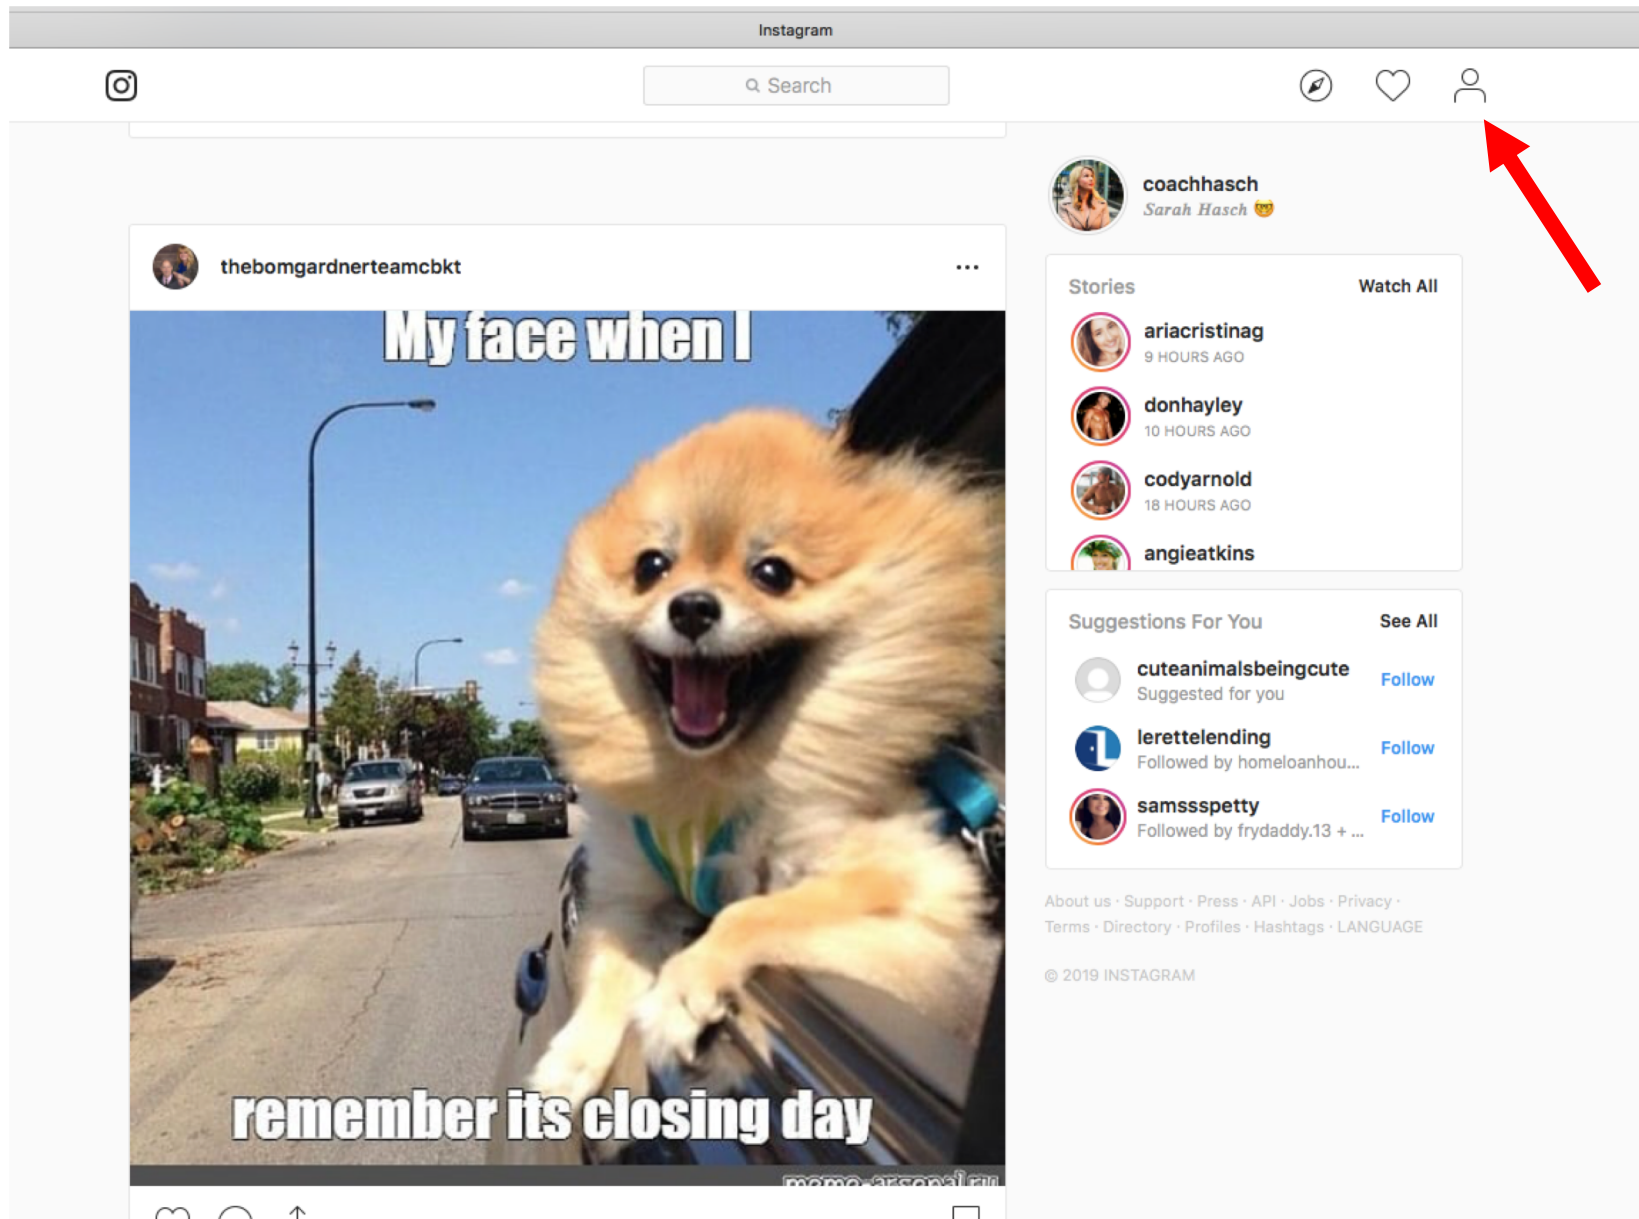 Instagram
Search
coachhasch
Sarah Hasch
thebomgardnerteamcbkt
My face when I
remember its closing day
meme-arsenal.ru
Stories Watch All
ariacristinag
9 HOURS AGO
donhayley
10 HOURS AGO
codyarnold
18 HOURS AGO
angieatkins
Suggestions For You See All
cuteanimalsbeingcute
Suggested for you
Follow
lerettelending
Followed by homeloanhou...
Follow
samssspetty
Followed by frydaddy.13 + ...
Follow
About us · Support · Press · API · Jobs · Privacy ·
Terms · Directory · Profiles · Hashtags · LANGUAGE
© 2019 INSTAGRAM